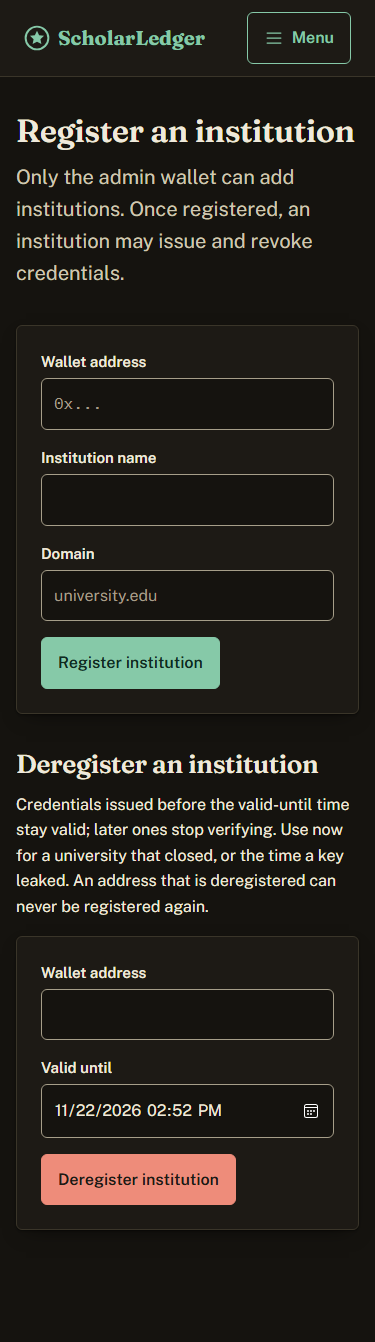 ScholarLedger
Menu
Register an institution
Only the admin wallet can add
institutions. Once registered, an
institution may issue and revoke
credentials.
Wallet address
0x...
Institution name
Domain
university.edu
Register institution
Deregister an institution
Credentials issued before the valid-until time
stay valid; later ones stop verifying. Use now
for a university that closed, or the time a key
leaked. An address that is deregistered can
never be registered again.
Wallet address
Valid until
11/22/2026 02:52 PM
Deregister institution